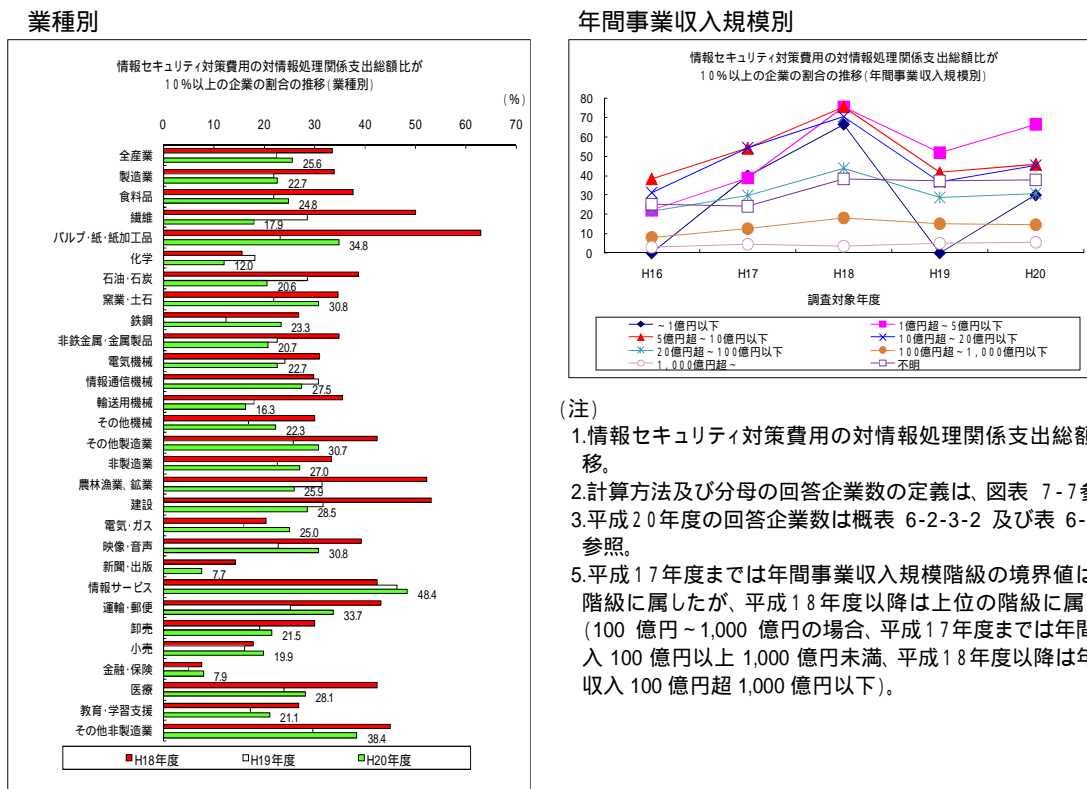 業種別
情報セキュリティ対策費用の対情報処理関係支出総額比が
10%以上の企業の割合の推移(業種別)
(%)
0 10 20 30 40 50 60 70
全産業 25.6
製造業 22.7
食料品 24.8
繊維 17.9
パルプ・紙・紙加工品 34.8
化学 12.0
石油・石炭 20.6
窯業・土石 30.8
鉄鋼 23.3
非鉄金属・金属製品 20.7
電気機械 22.7
情報通信機械 27.5
輸送用機械 16.3
その他機械 22.3
その他製造業 30.7
非製造業 27.0
農林漁業、鉱業 25.9
建設 28.5
電気・ガス 25.0
映像・音声 30.8
新聞・出版 7.7
情報サービス 48.4
運輸・郵便 33.7
卸売 21.5
小売 19.9
金融・保険 7.9
医療 28.1
教育・学習支援 21.1
その他非製造業 38.4
H18年度 H19年度 H20年度
年間事業収入規模別
情報セキュリティ対策費用の対情報処理関係支出総額比が
10%以上の企業の割合の推移(年間事業収入規模別)
80
70
60
50
40
30
20
10
0
H16 H17 H18 H19 H20
調査対象年度
~1億円以下 1億円超~5億円以下
5億円超~10億円以下 10億円超~20億円以下
20億円超~100億円以下 100億円超~1,000億円以下
1,000億円超~ 不明
(注)
1.情報セキュリティ対策費用の対情報処理関係支出総額
移。
2.計算方法及び分母の回答企業数の定義は、図表 7-7参
3.平成20年度の回答企業数は概表 6-2-3-2 及び表 6-
参照。
5.平成17年度までは年間事業収入規模階級の境界値は
階級に属したが、平成18年度以降は上位の階級に属
(100 億円~1,000 億円の場合、平成17年度までは年間
入 100 億円以上 1,000 億円未満、平成18年度以降は年
収入 100 億円超 1,000 億円以下)。